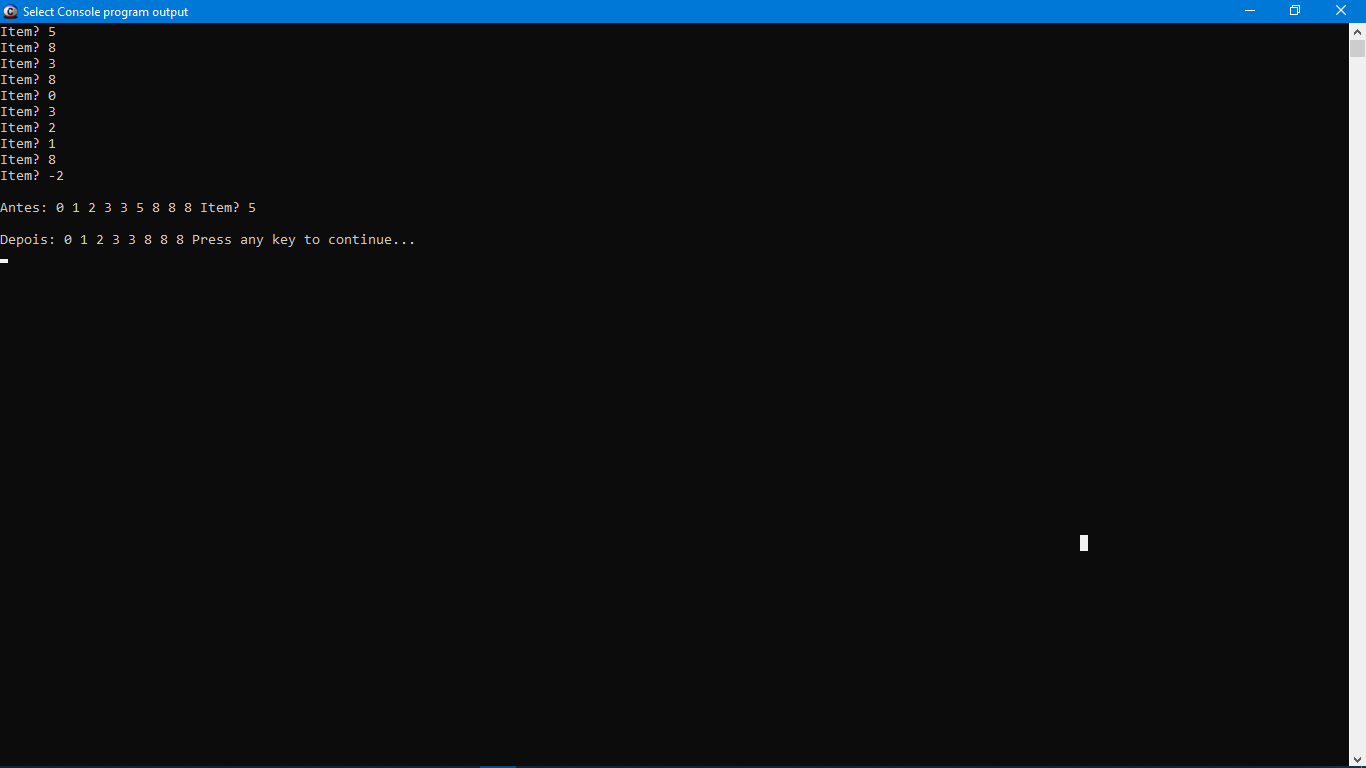 Select Console program output
Item? 5
Item? 8
Item? 3
Item? 8
Item? 0
Item? 3
Item? 2
Item? 1
Item? 8
Item? -2
Antes: 0 1 2 3 3 5 8 8 8 Item? 5
Depois: 0 1 2 3 3 8 8 8 Press any key to continue...